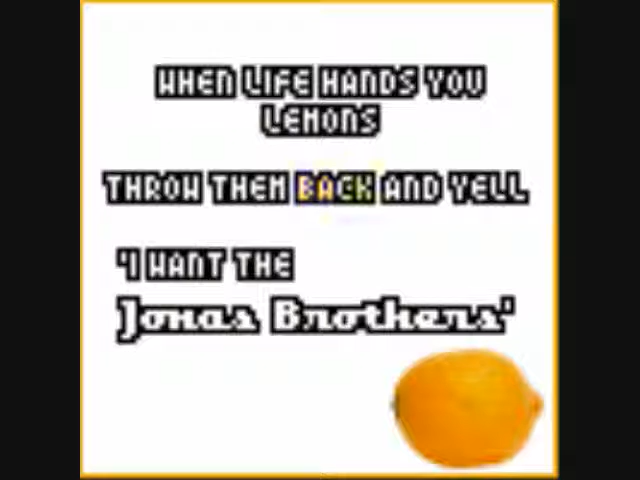 WHEN LIFE HANDS YOU
LEMONS
THROW THEM BACK AND YELL
'I WANT THE
Jonas Brothers'